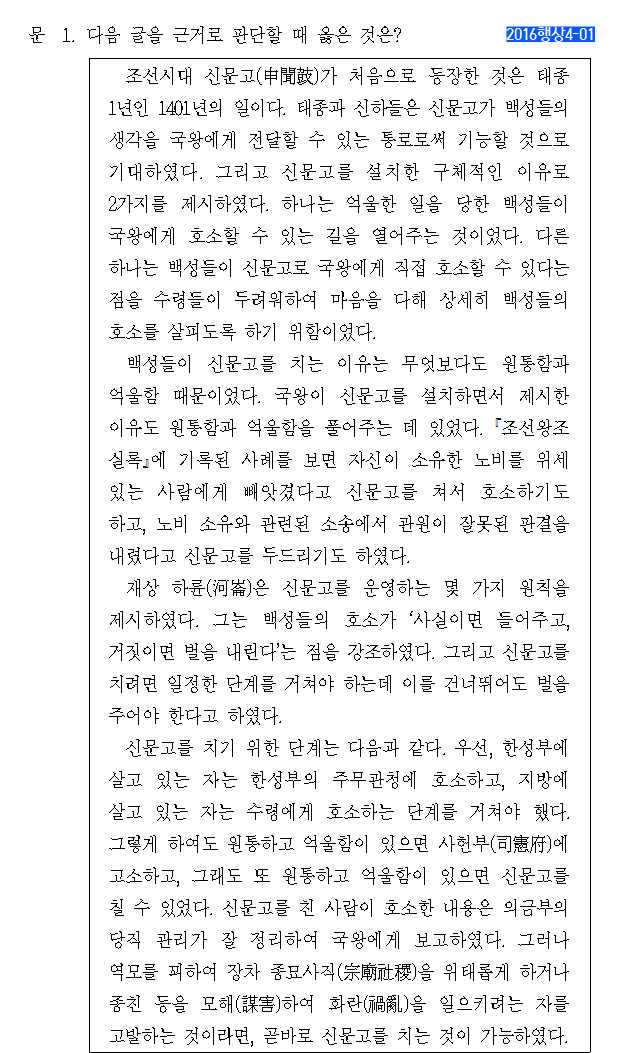 문 1. 다음 글을 근거로 판단할 때 옳은 것은? 2016행상4-01
조선시대 신문고(申聞鼓)가 처음으로 등장한 것은 태종
1년인 1401년의 일이다. 태종과 신하들은 신문고가 백성들의
생각을 국왕에게 전달할 수 있는 통로로써 기능할 것으로
기대하였다. 그리고 신문고를 설치한 구체적인 이유로
2가지를 제시하였다. 하나는 억울한 일을 당한 백성들이
국왕에게 호소할 수 있는 길을 열어주는 것이었다. 다른
하나는 백성들이 신문고로 국왕에게 직접 호소할 수 있다는
점을 수령들이 두려워하여 마음을 다해 상세히 백성들의
호소를 살피도록 하기 위함이었다.
백성들이 신문고를 치는 이유는 무엇보다도 원통함과
억울함 때문이었다. 국왕이 신문고를 설치하면서 제시한
이유도 원통함과 억울함을 풀어주는 데 있었다. 『조선왕조
실록』에 기록된 사례를 보면 자신이 소유한 노비를 위세
있는 사람에게 빼앗겼다고 신문고를 쳐서 호소하기도
하고, 노비 소유와 관련된 소송에서 관원이 잘못된 판결을
내렸다고 신문고를 두드리기도 하였다.
재상 하륜(河崙)은 신문고를 운영하는 몇 가지 원칙을
제시하였다. 그는 백성들의 호소가 ‘사실이면 들어주고,
거짓이면 벌을 내린다’는 점을 강조하였다. 그리고 신문고를
치려면 일정한 단계를 거쳐야 하는데 이를 건너뛰어도 벌을
주어야 한다고 하였다.
신문고를 치기 위한 단계는 다음과 같다. 우선, 한성부에
살고 있는 자는 한성부의 주무관청에 호소하고, 지방에
살고 있는 자는 수령에게 호소하는 단계를 거쳐야 했다.
그렇게 하여도 원통하고 억울함이 있으면 사헌부(司憲府)에
고소하고, 그래도 또 원통하고 억울함이 있으면 신문고를
칠 수 있었다. 신문고를 친 사람이 호소한 내용은 의금부의
당직 관리가 잘 정리하여 국왕에게 보고하였다. 그러나
역모를 꾀하여 장차 종묘사직(宗廟社稷)을 위태롭게 하거나
종친 등을 모해(謀害)하여 화란(禍亂)을 일으키려는 자를
고발하는 것이라면, 곧바로 신문고를 치는 것이 가능하였다.